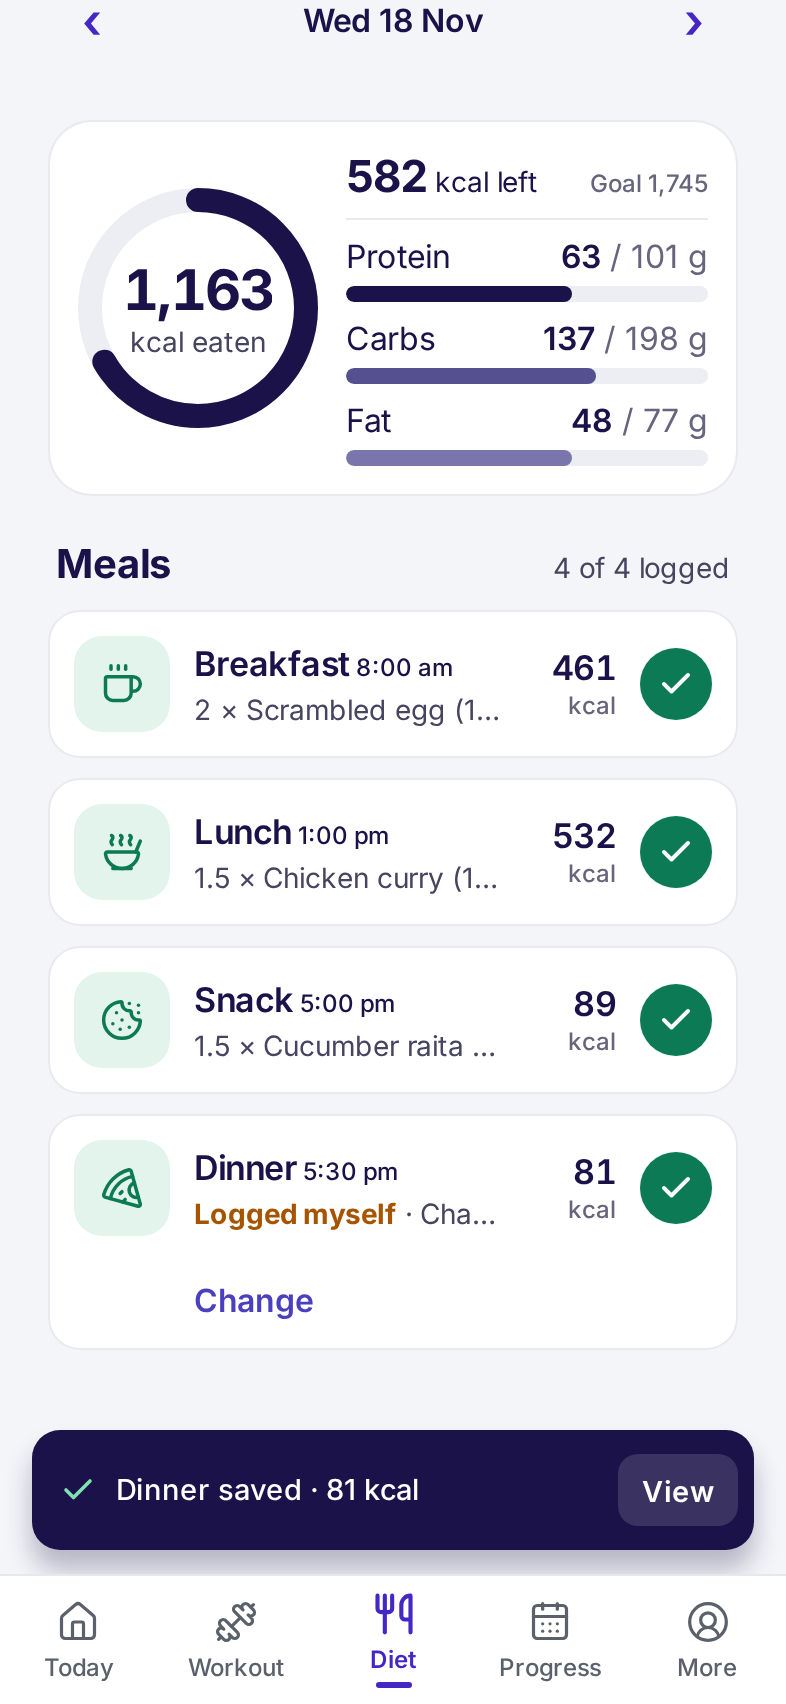 Wed 18 Nov
582 kcal left Goal 1,745
1,163
kcal eaten
Protein 63 / 101 g
Carbs 137 / 198 g
Fat 48 / 77 g
Meals 4 of 4 logged
Breakfast 8:00 am 461
2 × Scrambled egg (1... kcal
Lunch 1:00 pm 532
1.5 × Chicken curry (1... kcal
Snack 5:00 pm 89
1.5 × Cucumber raita ... kcal
Dinner 5:30 pm 81
Logged myself · Cha... kcal
Change
Dinner saved · 81 kcal View
Today Workout Diet Progress More